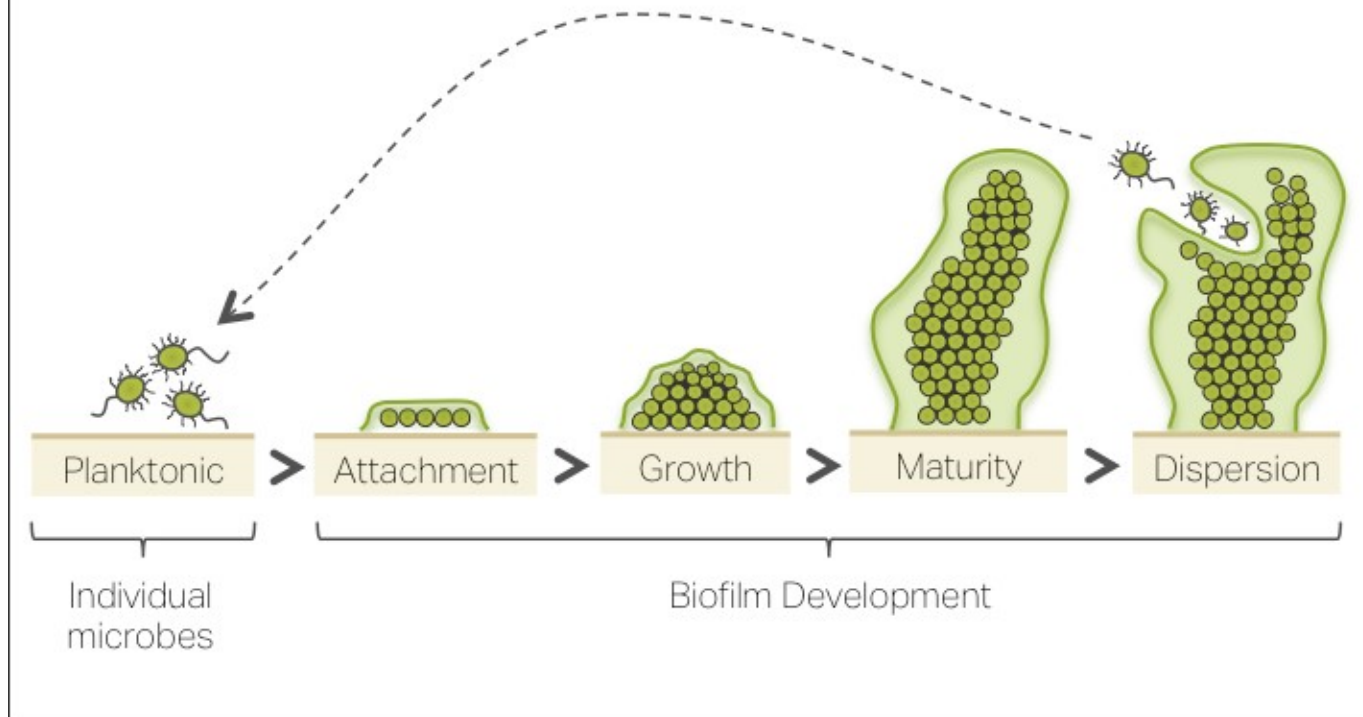 Planktonic
Attachment
Growth
Maturity
Dispersion
Individual
microbes
Biofilm Development